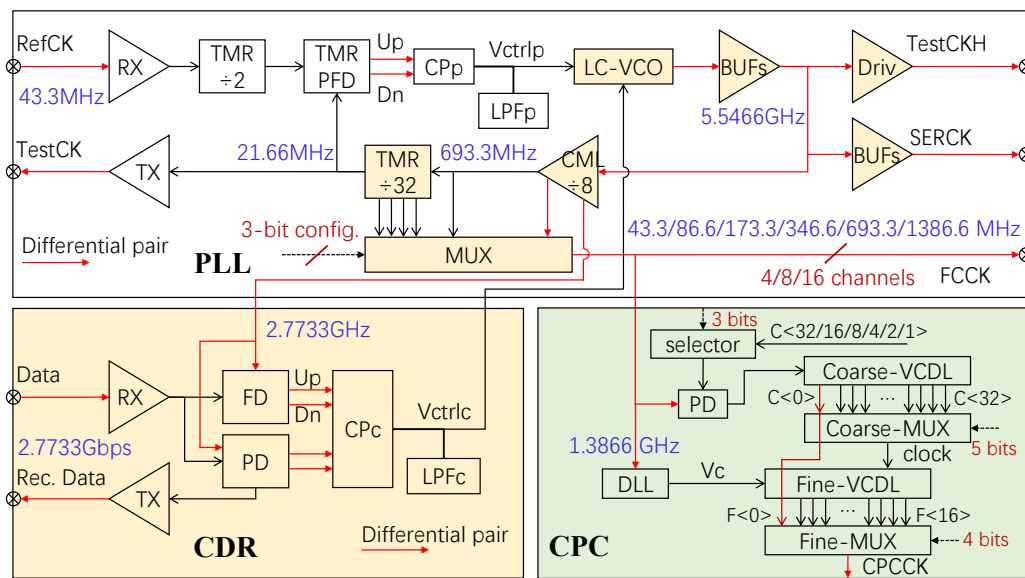 RefCK
RX
43.3MHz
TMR
÷2
TMR
PFD
Up
Dn
CPp
Vctrlp
LPFp
LC-VCO
BUFs
5.5466GHz
Driv
TestCKH
BUFs
SERCK
TestCK
TX
21.66MHz
TMR
÷32
693.3MHz
CML
÷8
3-bit config.
MUX
43.3/86.6/173.3/346.6/693.3/1386.6 MHz
4/8/16 channels
FCCK
Differential pair
PLL
2.7733GHz
Data
RX
2.7733Gbps
Rec. Data
TX
FD
PD
Up
Dn
CPc
Vctrlc
LPFc
CDR
Differential pair
3 bits
selector
C<32/16/8/4/2/1>
PD
Coarse-VCDL
C<0>
...
C<32>
Coarse-MUX
5 bits
clock
1.3866 GHz
DLL
Vc
Fine-VCDL
F<0>
...
F<16>
Fine-MUX
4 bits
CPC
CPCCK